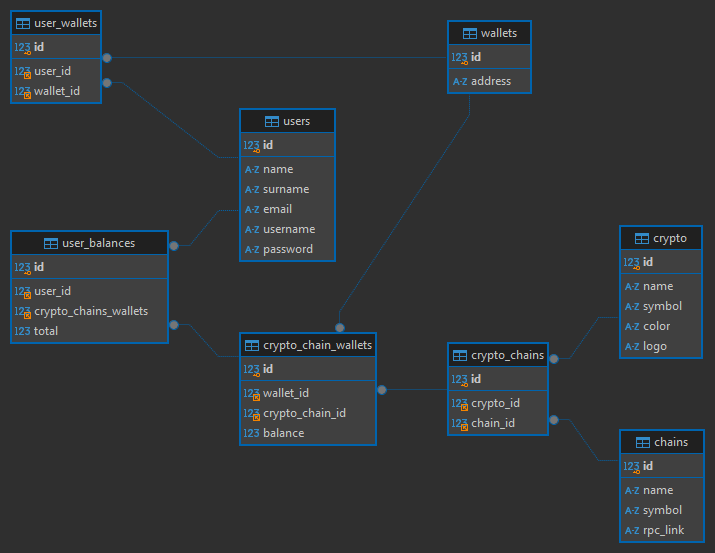 user_wallets
123 id
123 user_id
123 wallet_id
wallets
123 id
A-Z address
users
123 id
A-Z name
A-Z surname
A-Z email
A-Z username
A-Z password
user_balances
123 id
123 user_id
123 crypto_chains_wallets
123 total
crypto
123 id
A-Z name
A-Z symbol
A-Z color
A-Z logo
crypto_chain_wallets
123 id
123 wallet_id
123 crypto_chain_id
123 balance
crypto_chains
123 id
123 crypto_id
123 chain_id
chains
123 id
A-Z name
A-Z symbol
A-Z rpc_link